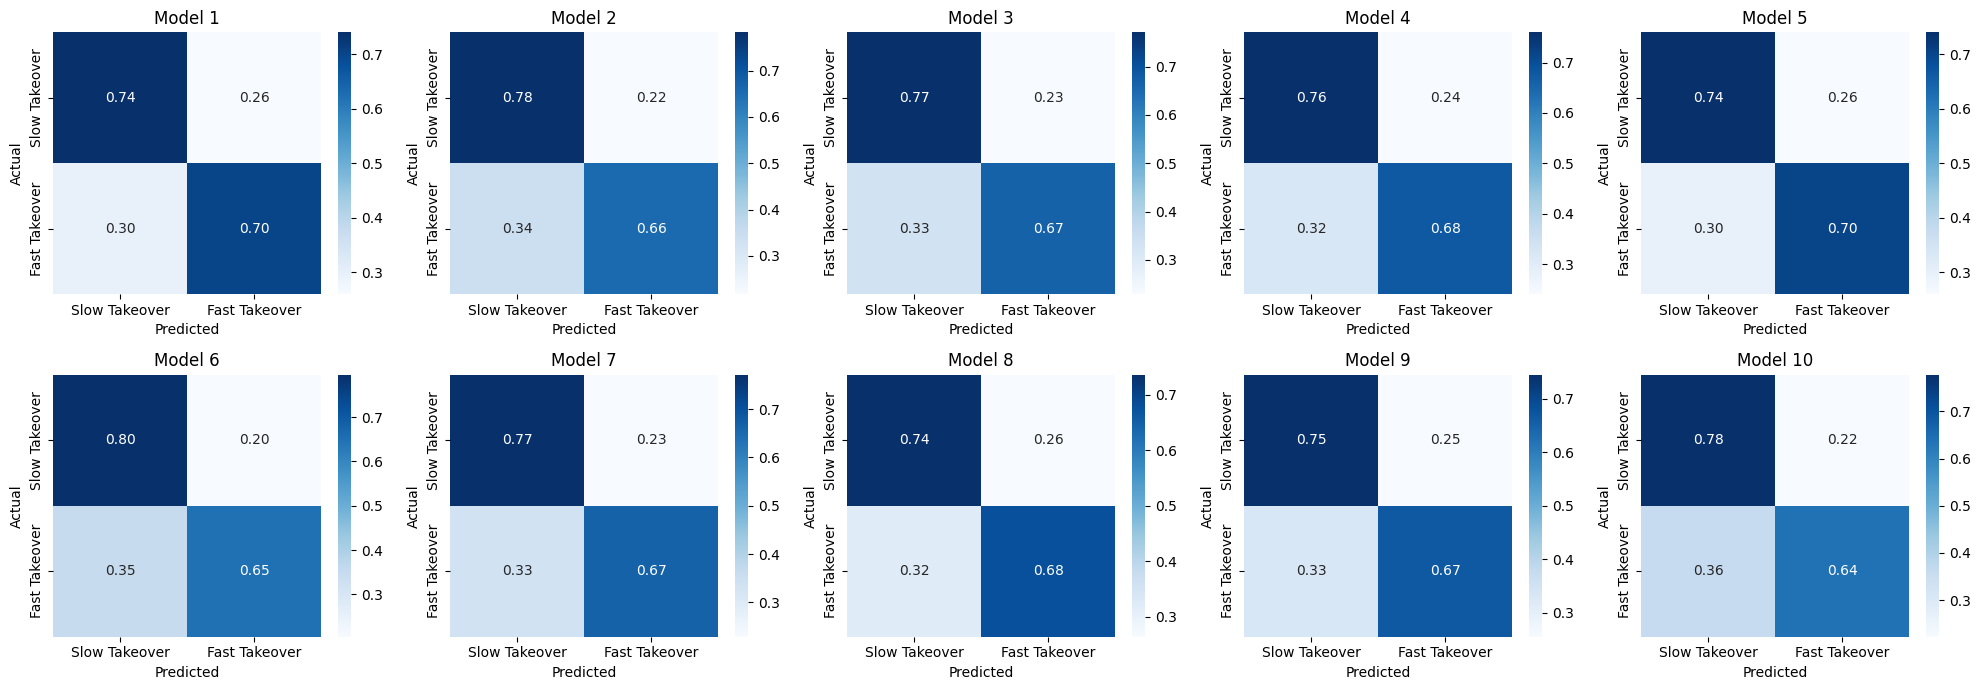 Model 1
Slow Takeover
Fast Takeover
Actual
0.74
0.26
0.30
0.70
Slow Takeover
Fast Takeover
Predicted
0.7
0.6
0.5
0.4
0.3
Model 2
Slow Takeover
Fast Takeover
Actual
0.78
0.22
0.34
0.66
Slow Takeover
Fast Takeover
Predicted
0.7
0.6
0.5
0.4
0.3
Model 3
Slow Takeover
Fast Takeover
Actual
0.77
0.23
0.33
0.67
Slow Takeover
Fast Takeover
Predicted
0.7
0.6
0.5
0.4
0.3
Model 4
Slow Takeover
Fast Takeover
Actual
0.76
0.24
0.32
0.68
Slow Takeover
Fast Takeover
Predicted
0.7
0.6
0.5
0.4
0.3
Model 5
Slow Takeover
Fast Takeover
Actual
0.74
0.26
0.30
0.70
Slow Takeover
Fast Takeover
Predicted
0.7
0.6
0.5
0.4
0.3
Model 6
Slow Takeover
Fast Takeover
Actual
0.80
0.20
0.35
0.65
Slow Takeover
Fast Takeover
Predicted
0.7
0.6
0.5
0.4
0.3
Model 7
Slow Takeover
Fast Takeover
Actual
0.77
0.23
0.33
0.67
Slow Takeover
Fast Takeover
Predicted
0.7
0.6
0.5
0.4
0.3
Model 8
Slow Takeover
Fast Takeover
Actual
0.74
0.26
0.32
0.68
Slow Takeover
Fast Takeover
Predicted
0.7
0.6
0.5
0.4
0.3
Model 9
Slow Takeover
Fast Takeover
Actual
0.75
0.25
0.33
0.67
Slow Takeover
Fast Takeover
Predicted
0.7
0.6
0.5
0.4
0.3
Model 10
Slow Takeover
Fast Takeover
Actual
0.78
0.22
0.36
0.64
Slow Takeover
Fast Takeover
Predicted
0.7
0.6
0.5
0.4
0.3